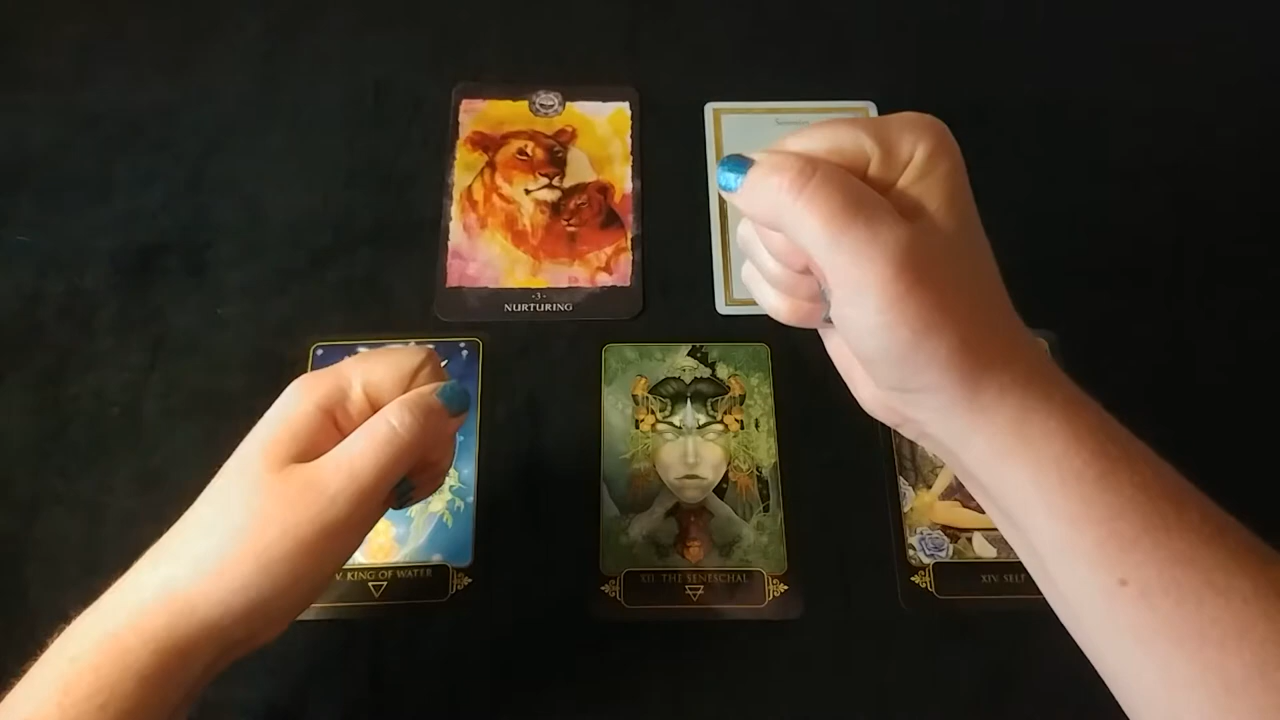 ·3·
NURTURING
V. KING OF WATER
XII. THE SENESCHAL
XIV. SELF